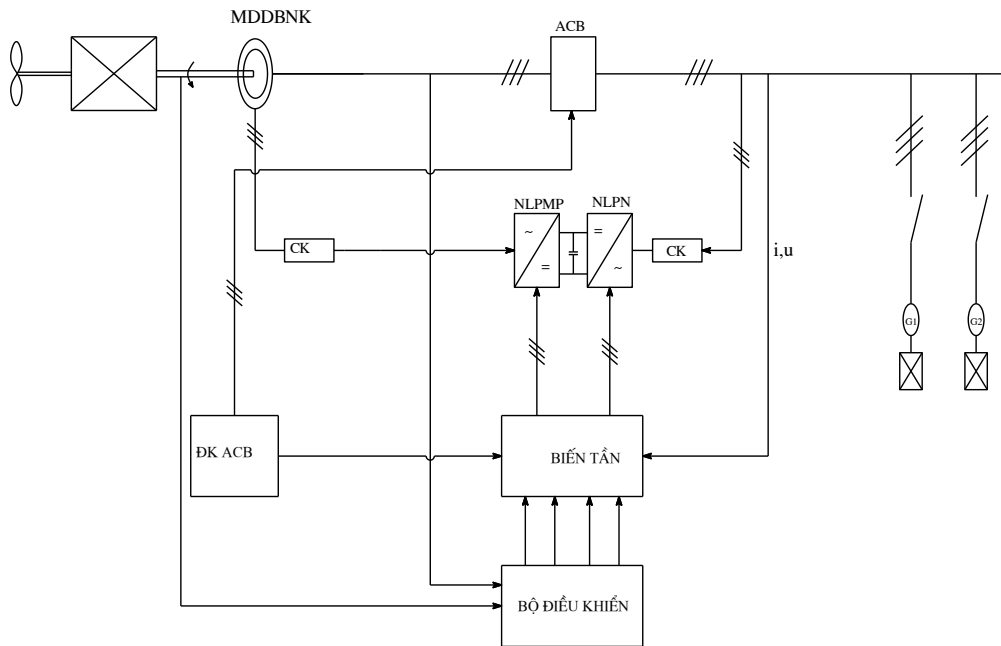 MDDBNK
ACB
NLPMP
NLPN
~
=
=
~
CK
CK
i,u
G1
G2
ĐK ACB
BIẾN TẦN
BỘ ĐIỀU KHIỂN